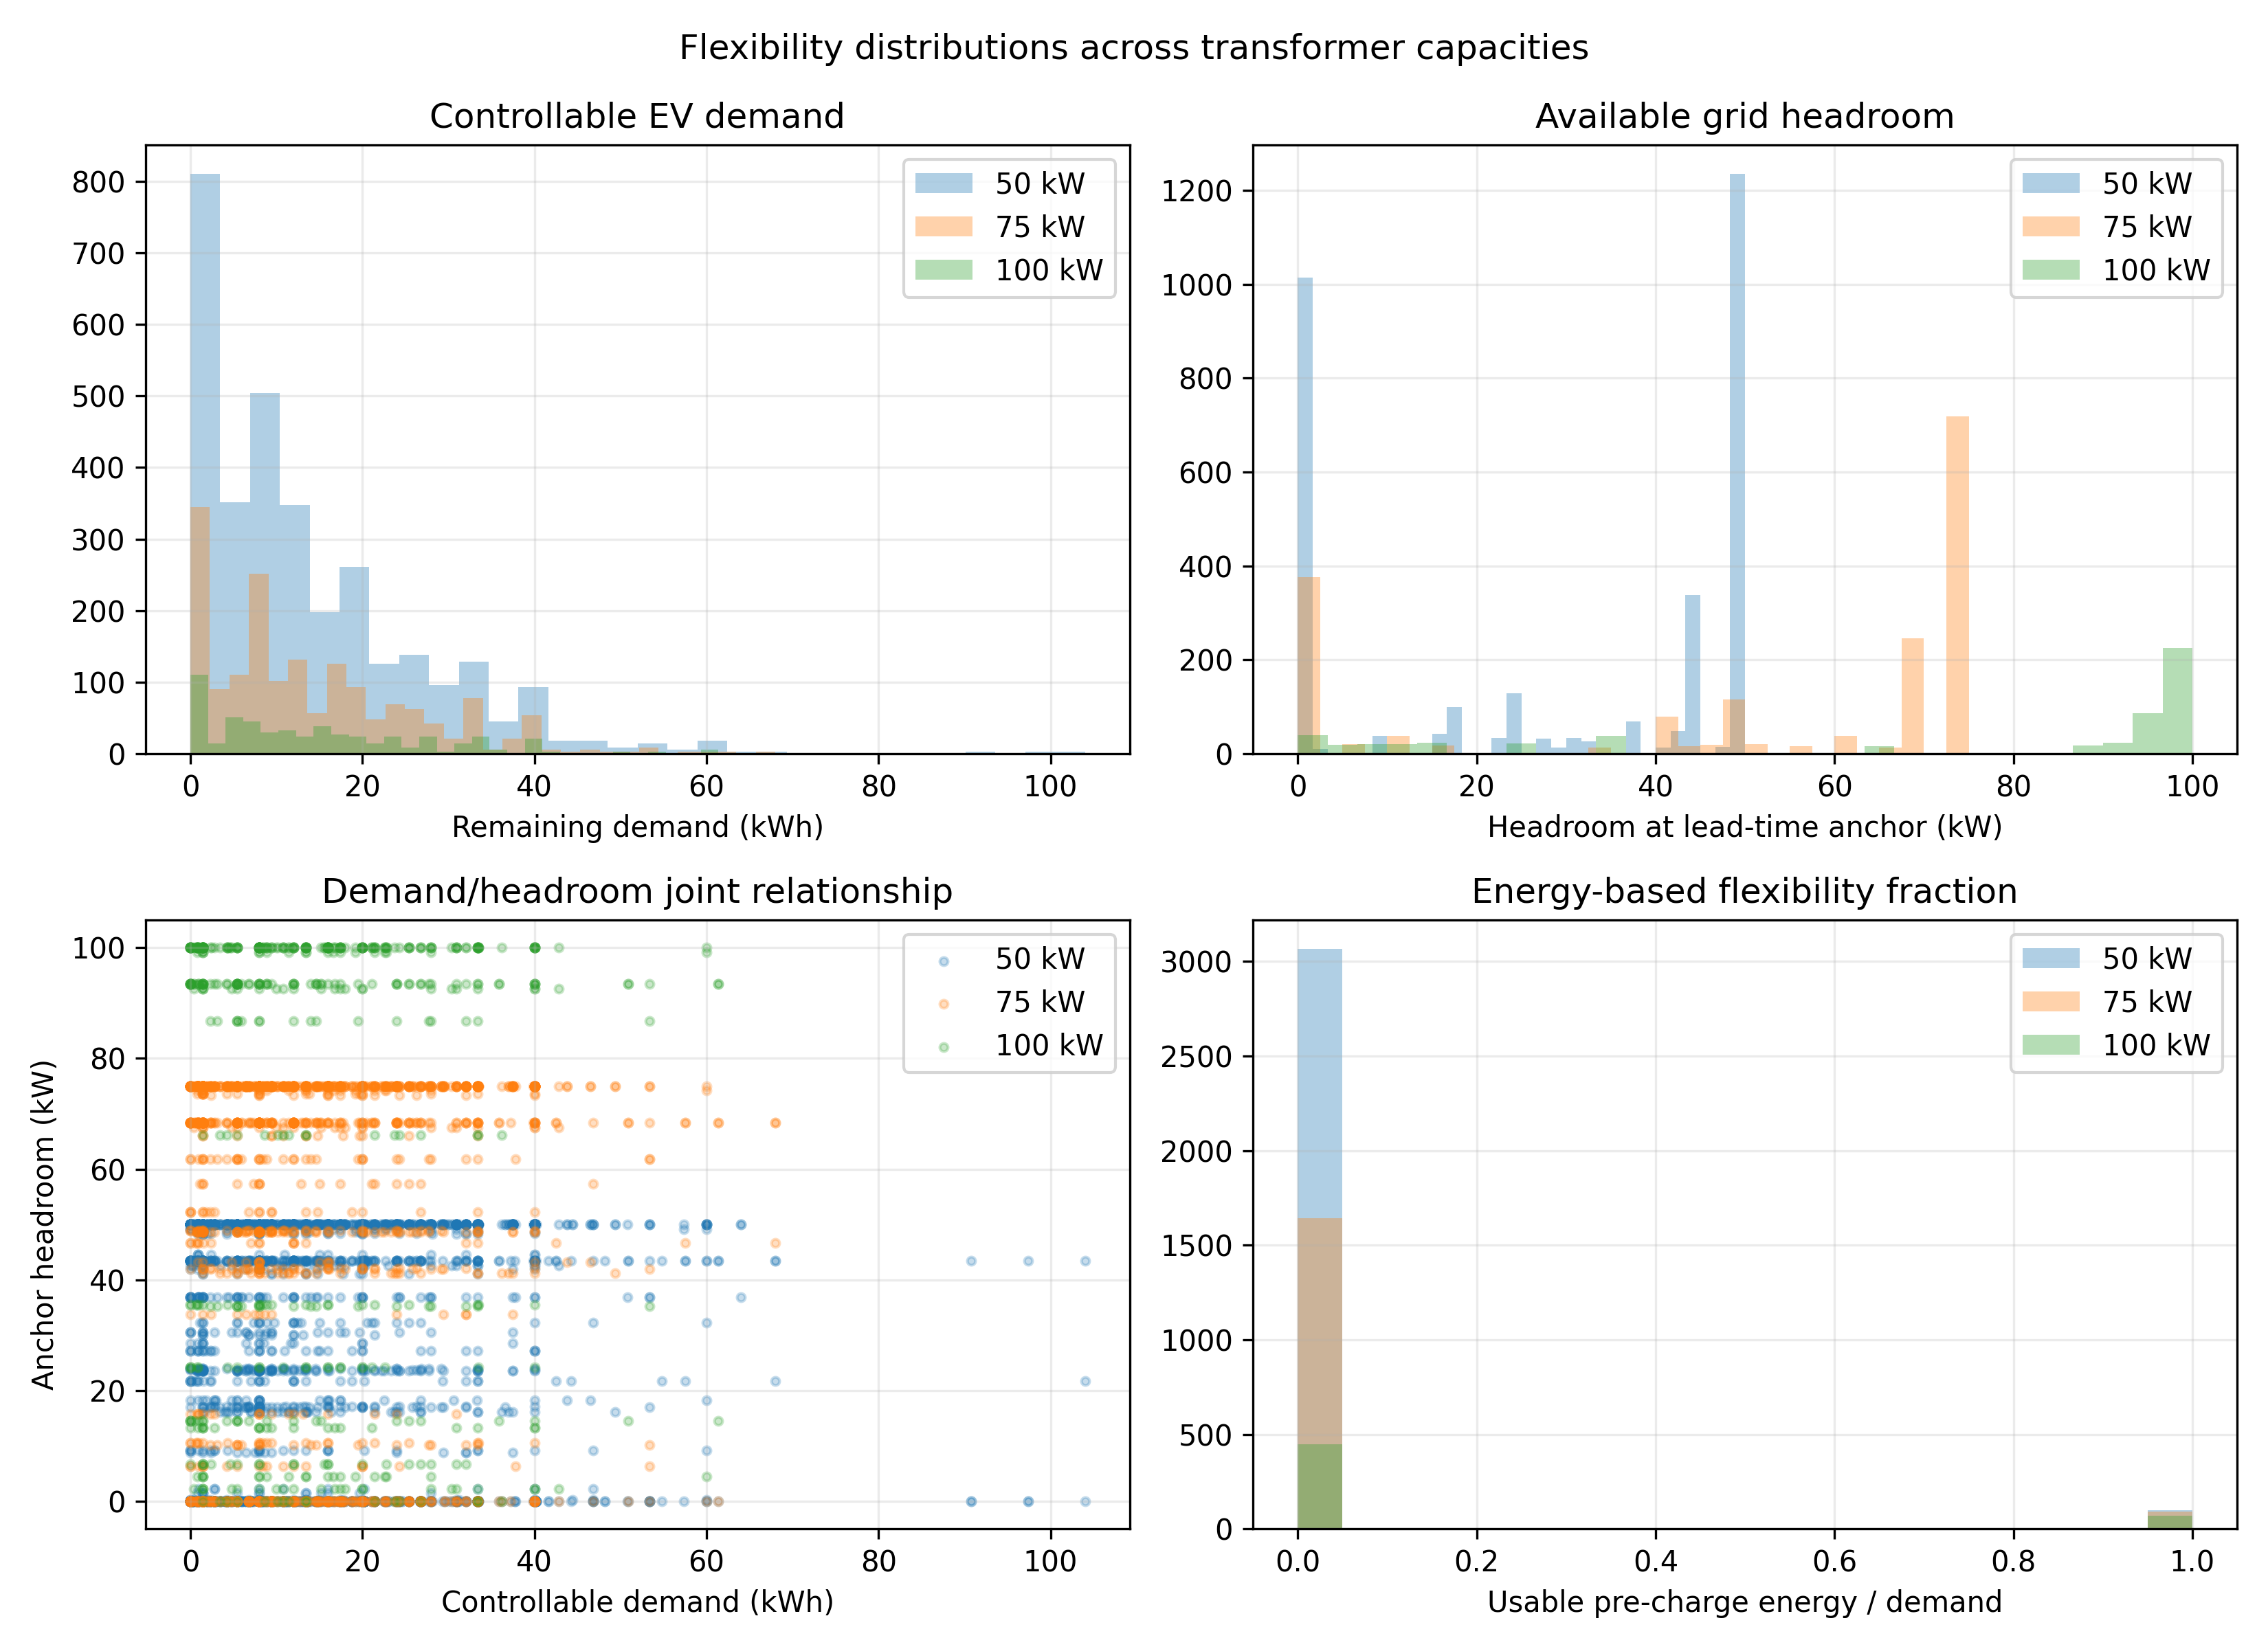 Flexibility distributions across transformer capacities
Controllable EV demand
800
700
600
500
400
300
200
100
0
0 20 40 60 80 100
Remaining demand (kWh)
50 kW
75 kW
100 kW
Available grid headroom
1200
1000
800
600
400
200
0
0 20 40 60 80 100
Headroom at lead-time anchor (kW)
50 kW
75 kW
100 kW
Demand/headroom joint relationship
Anchor headroom (kW)
100
80
60
40
20
0
0 20 40 60 80 100
Controllable demand (kWh)
50 kW
75 kW
100 kW
Energy-based flexibility fraction
3000
2500
2000
1500
1000
500
0
0.0 0.2 0.4 0.6 0.8 1.0
Usable pre-charge energy / demand
50 kW
75 kW
100 kW